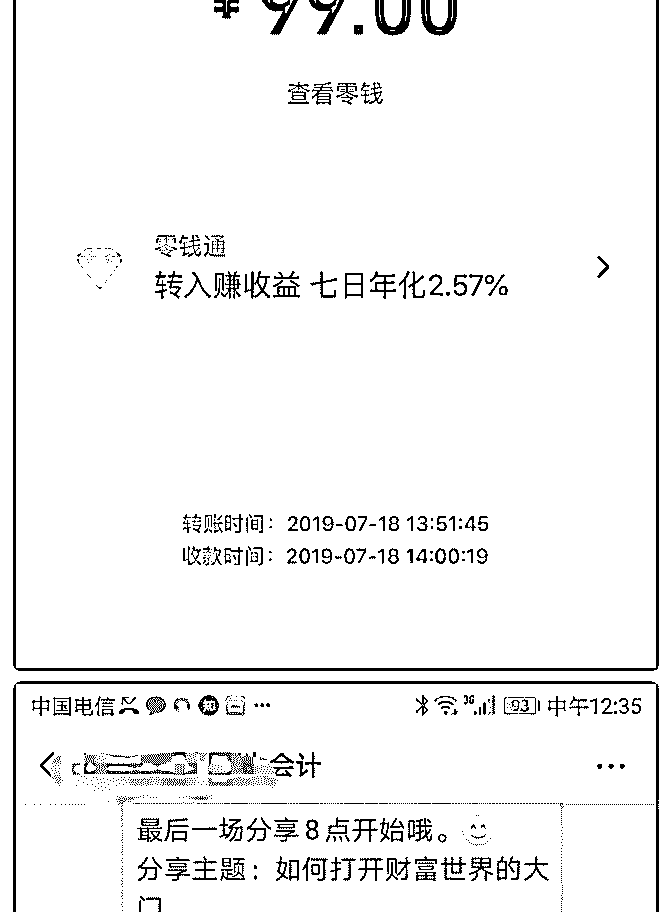 ¥99.00
查看零钱
零钱通
转入赚收益 七日年化2.57%
转账时间：2019-07-18 13:51:45
收款时间：2019-07-18 14:00:19
中国电信 知 ··· 36 93 中午12:35
会计
最后一场分享8点开始哦。
分享主题：如何打开财富世界的大
门